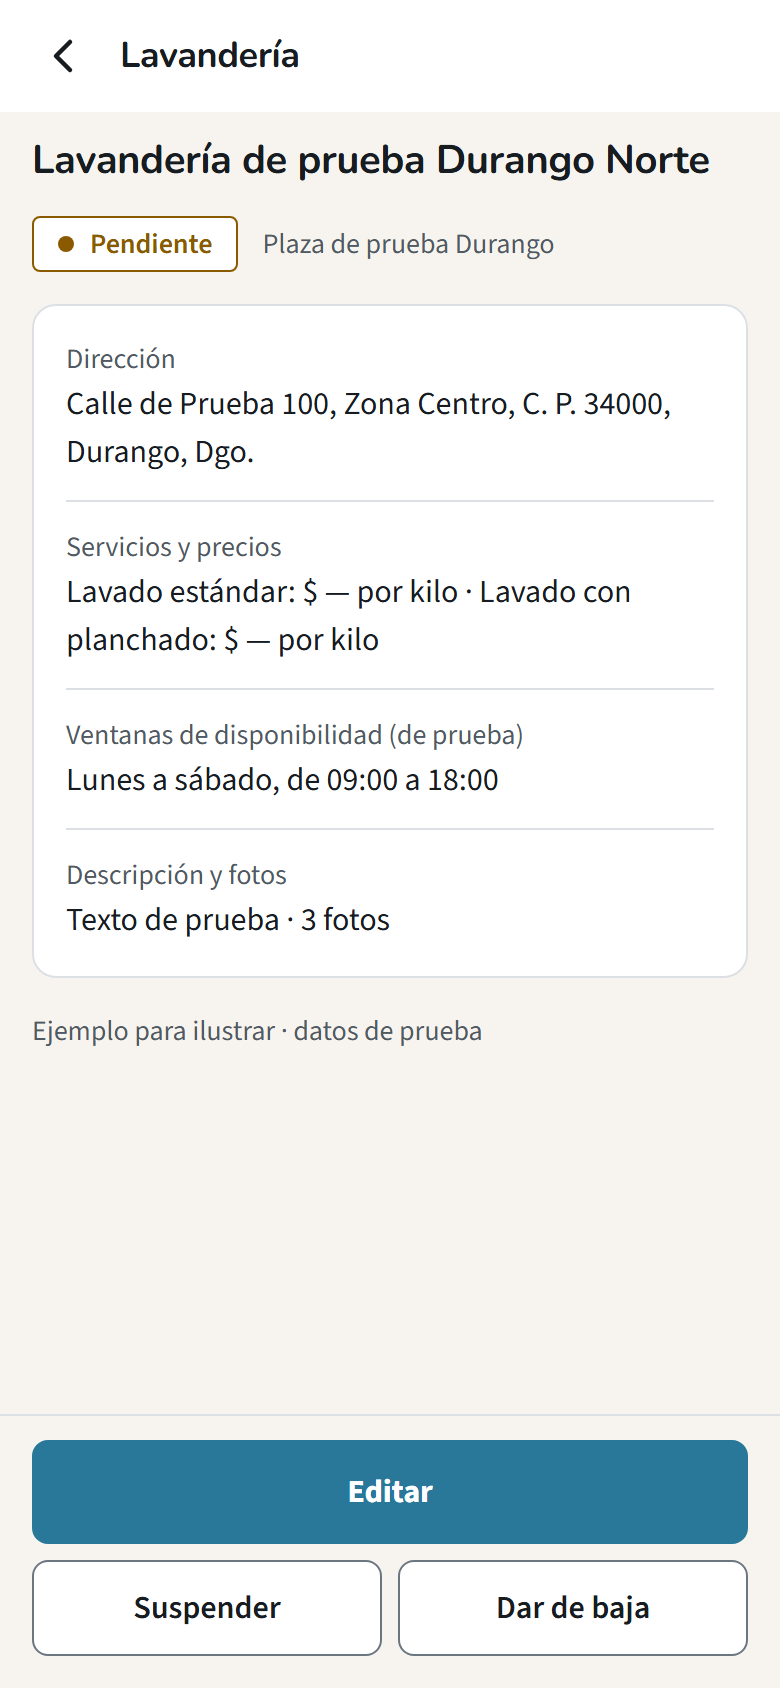 Lavandería
Lavandería de prueba Durango Norte
Pendiente
Plaza de prueba Durango
Dirección
Calle de Prueba 100, Zona Centro, C. P. 34000,
Durango, Dgo.
Servicios y precios
Lavado estándar: $ — por kilo · Lavado con
planchado: $ — por kilo
Ventanas de disponibilidad (de prueba)
Lunes a sábado, de 09:00 a 18:00
Descripción y fotos
Texto de prueba · 3 fotos
Ejemplo para ilustrar · datos de prueba
Editar
Suspender
Dar de baja